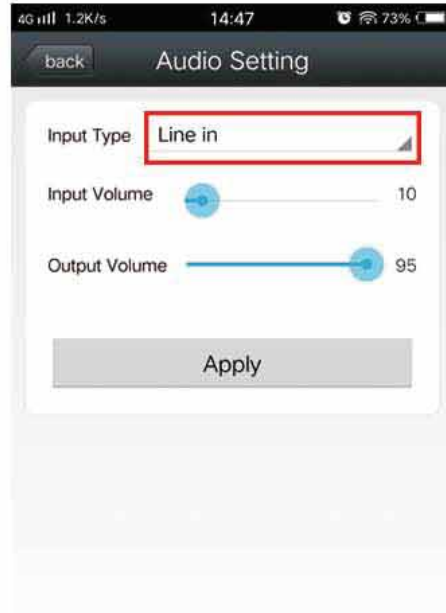 4G 1.2K/s 14:47 73%
back Audio Setting
Input Type Line in
Input Volume 10
Output Volume 95
Apply